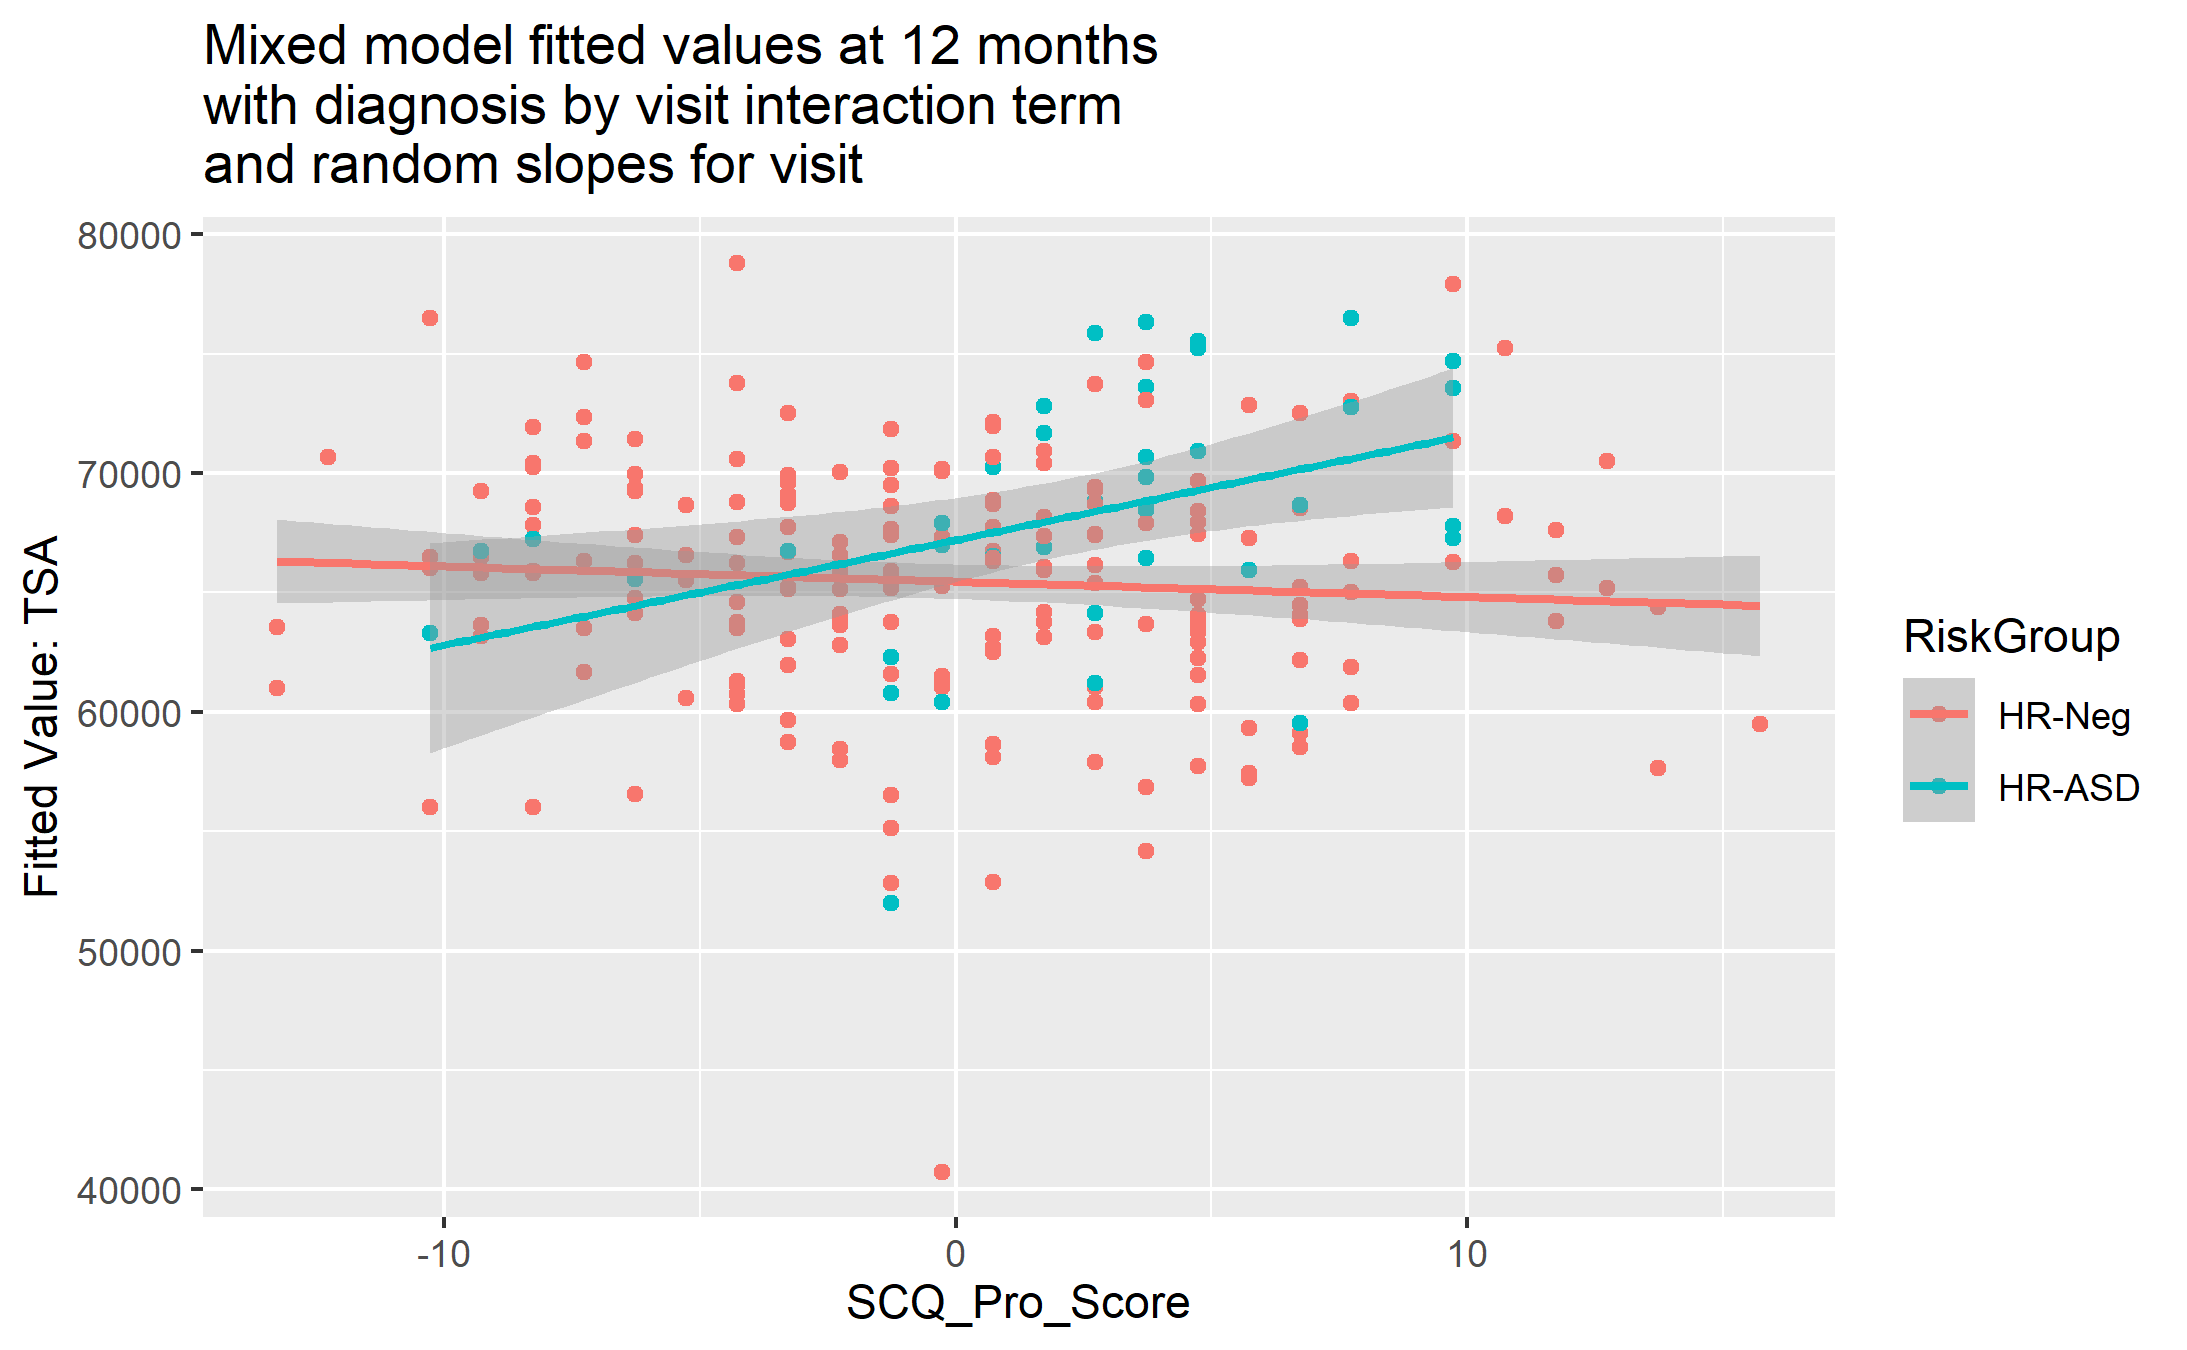 Mixed model fitted values at 12 months
with diagnosis by visit interaction term
and random slopes for visit
80000
70000
60000
50000
40000
Fitted Value: TSA
-10
0
10
SCQ_Pro_Score
RiskGroup
HR-Neg
HR-ASD